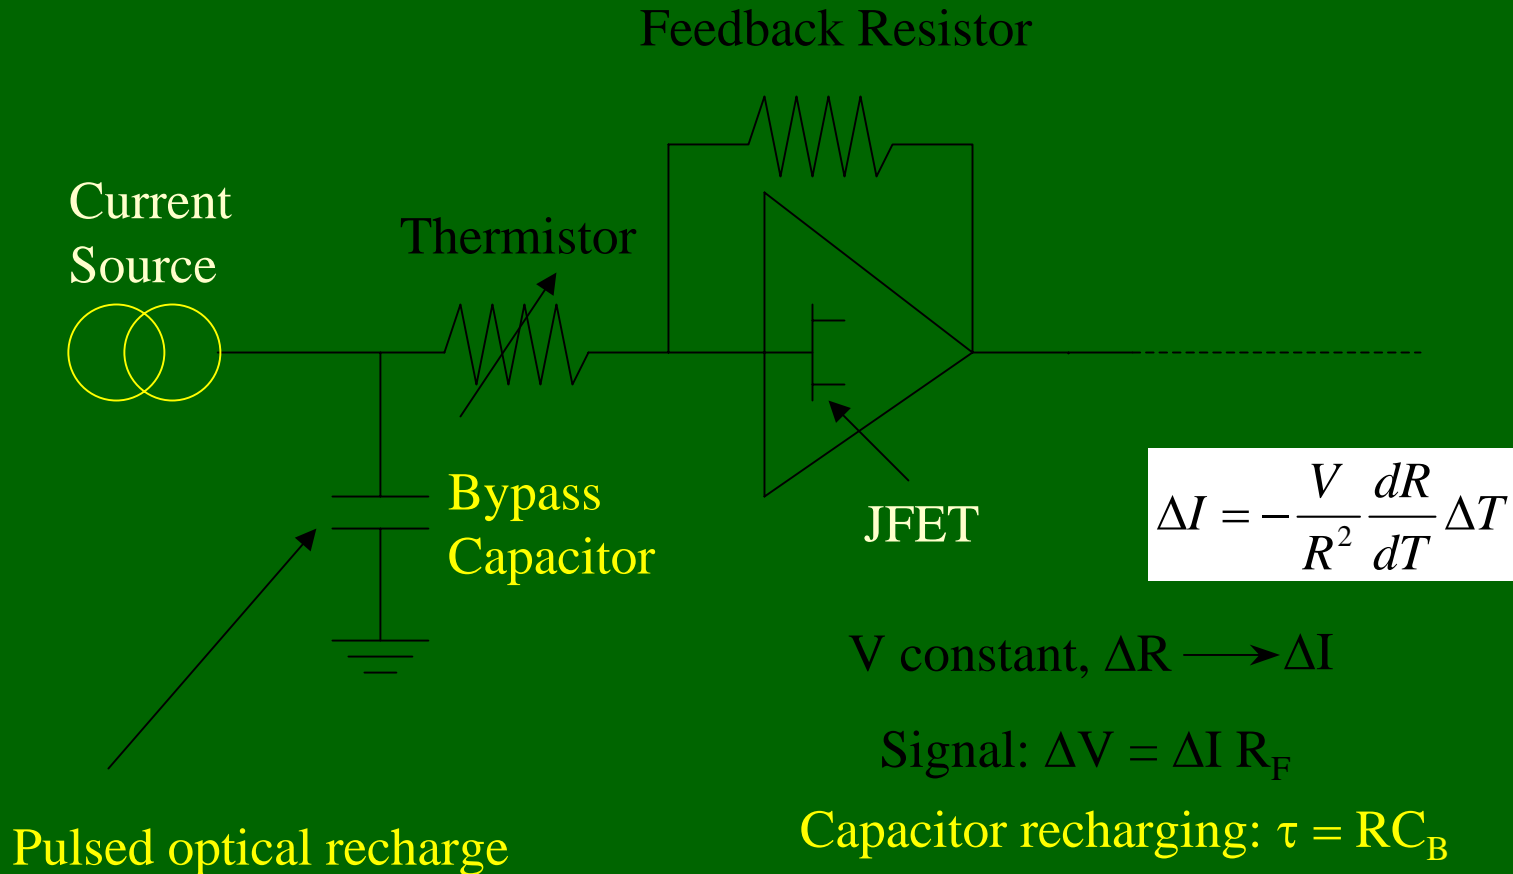 Feedback Resistor
Current
Source
Thermistor
Bypass
Capacitor
JFET
ΔI = −V/R² dR/dT ΔT
V constant, ΔR ⟶ ΔI
Signal: ΔV = ΔI R_F
Capacitor recharging: τ = RC_B
Pulsed optical recharge